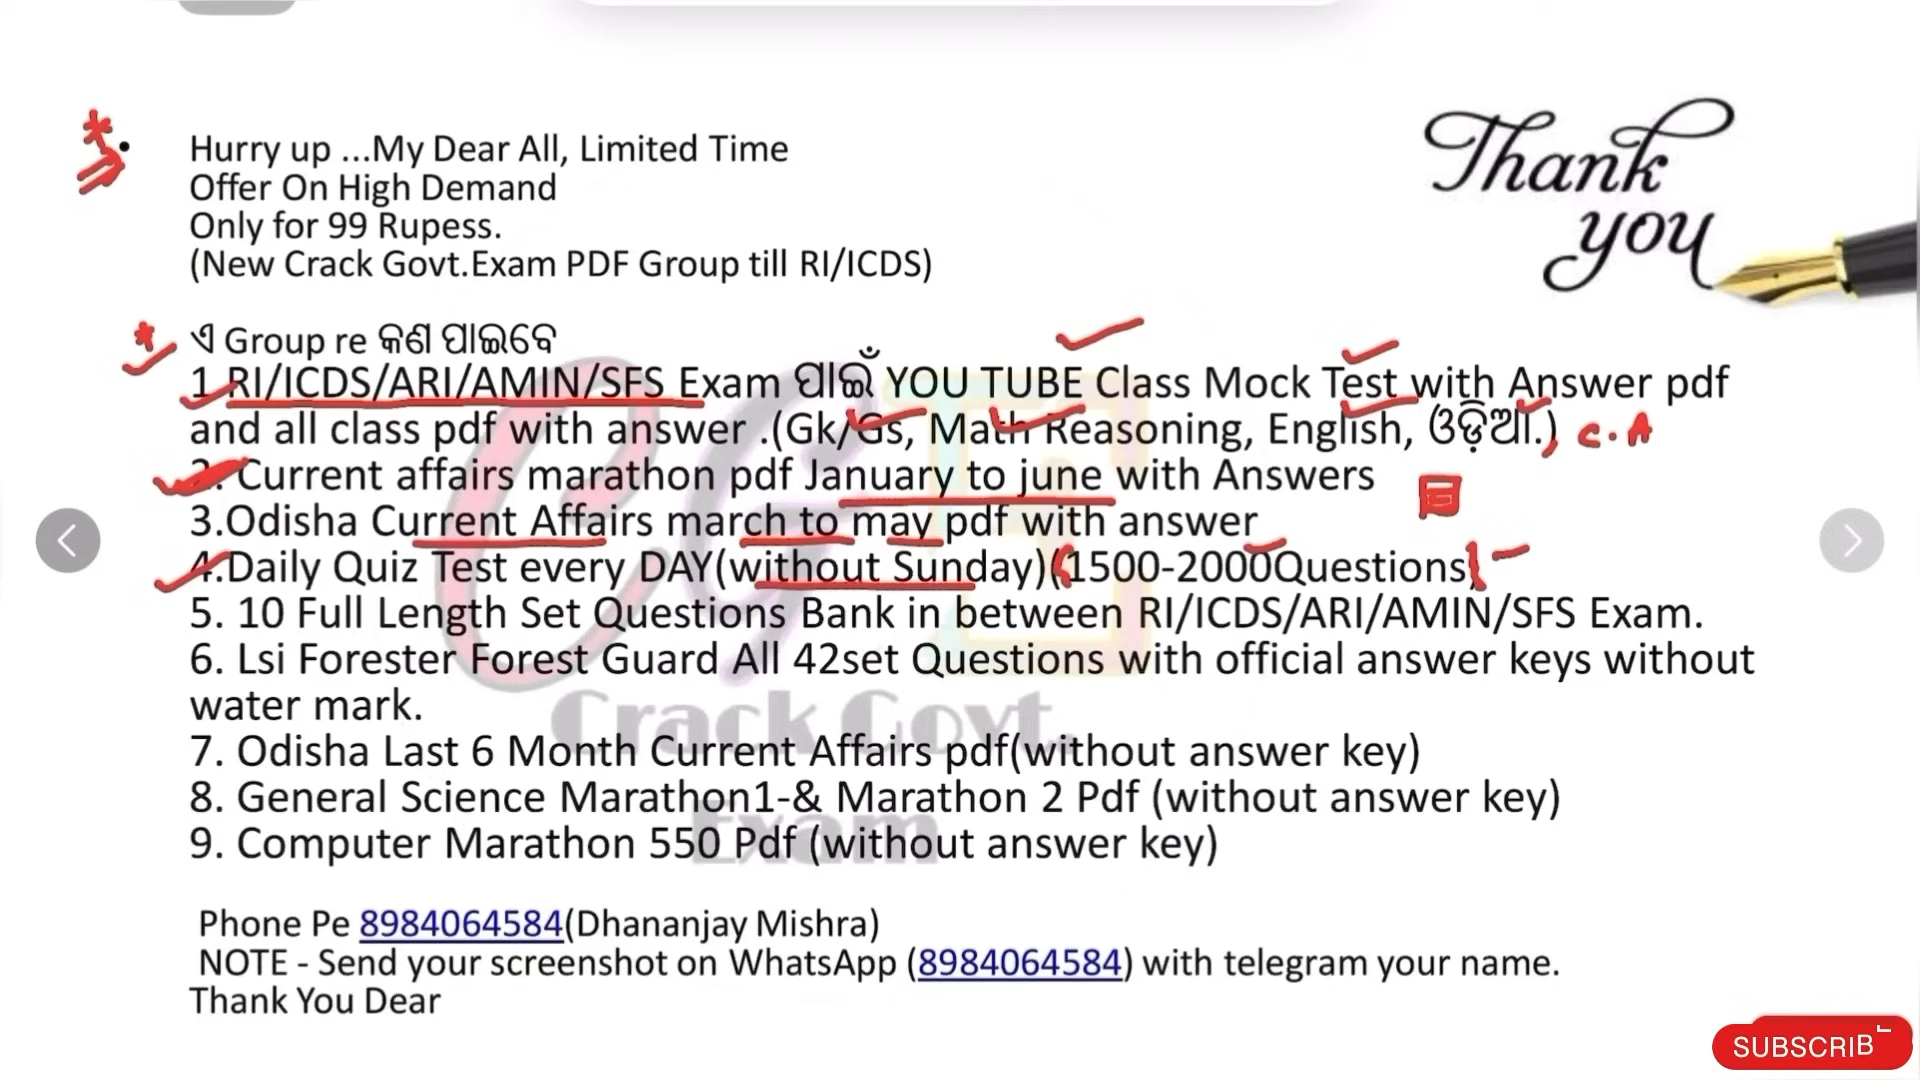 Thank
you
Hurry up ...My Dear All, Limited Time
Offer On High Demand
Only for 99 Rupess.
(New Crack Govt.Exam PDF Group till RI/ICDS)
ଏ Group re କଣ ପାଇବେ
1.RI/ICDS/ARI/AMIN/SFS Exam ପାଇଁ YOU TUBE Class Mock Test with Answer pdf
and all class pdf with answer .(Gk/Gs, Math Reasoning, English, ଓଡ଼ିଆ.), C.A
2. Current affairs marathon pdf January to june with Answers
3.Odisha Current Affairs march to may pdf with answer
4.Daily Quiz Test every DAY(without Sunday)(1500-2000Questions)
5. 10 Full Length Set Questions Bank in between RI/ICDS/ARI/AMIN/SFS Exam.
6. Lsi Forester Forest Guard All 42set Questions with official answer keys without
water mark.
7. Odisha Last 6 Month Current Affairs pdf(without answer key)
8. General Science Marathon1-& Marathon 2 Pdf (without answer key)
9. Computer Marathon 550 Pdf (without answer key)
CGE
Crack Govt.
Exam
Phone Pe 8984064584(Dhananjay Mishra)
NOTE - Send your screenshot on WhatsApp (8984064584) with telegram your name.
Thank You Dear
SUBSCRIB